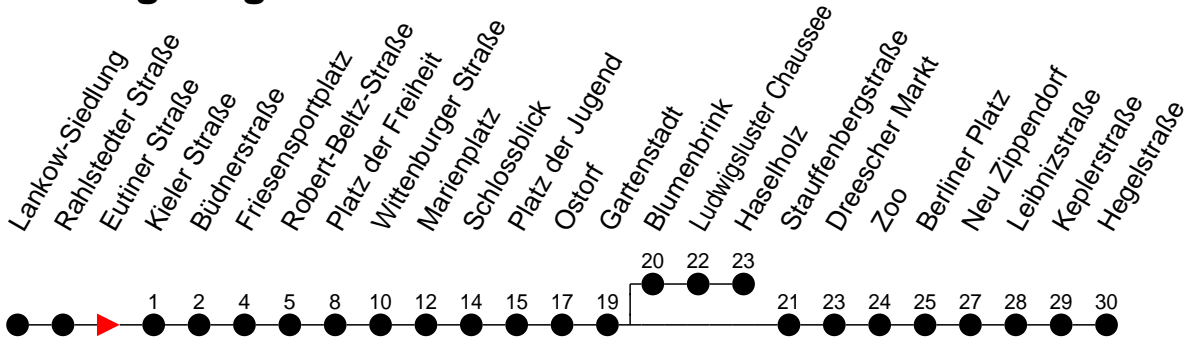 Lankow-Siedlung
Rahlstedter Straße
Eutiner Straße
Kieler Straße
Büdnerstraße
Friesensportplatz
Robert-Beltz-Straße
Platz der Freiheit
Wittenburger Straße
Marienplatz
Schlossblick
Platz der Jugend
Ostorf
Gartenstadt
Blumenbrink
Ludwigsluster Chaussee
Haselholz
Stauffenbergstraße
Dreescher Markt
Zoo
Berliner Platz
Neu Zippendorf
Leibnizstraße
Keplerstraße
Hegelstraße
20 22 23
1 2 4 5 8 10 12 14 15 17 19 21 23 24 25 27 28 29 30